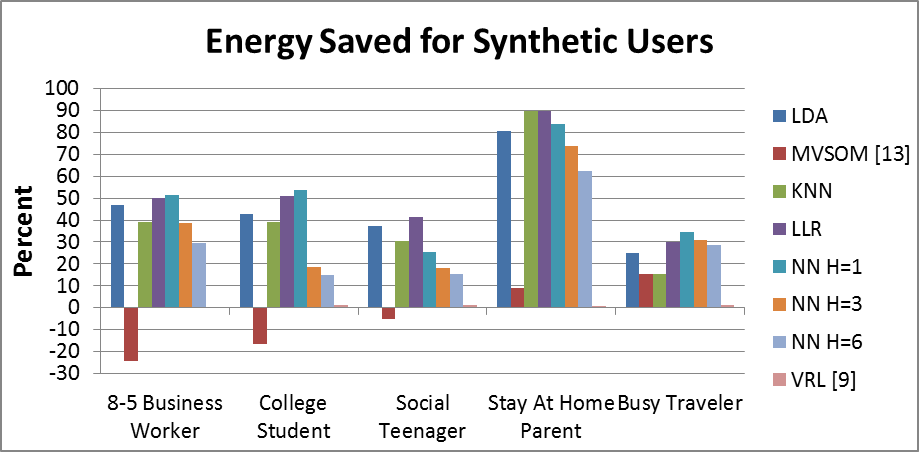 Energy Saved for Synthetic Users
Percent
100
90
80
70
60
50
40
30
20
10
0
-10
-20
-30
8-5 Business
Worker
College
Student
Social
Teenager
Stay At Home
Parent
Busy Traveler
LDA
MVSOM [13]
KNN
LLR
NN H=1
NN H=3
NN H=6
VRL [9]